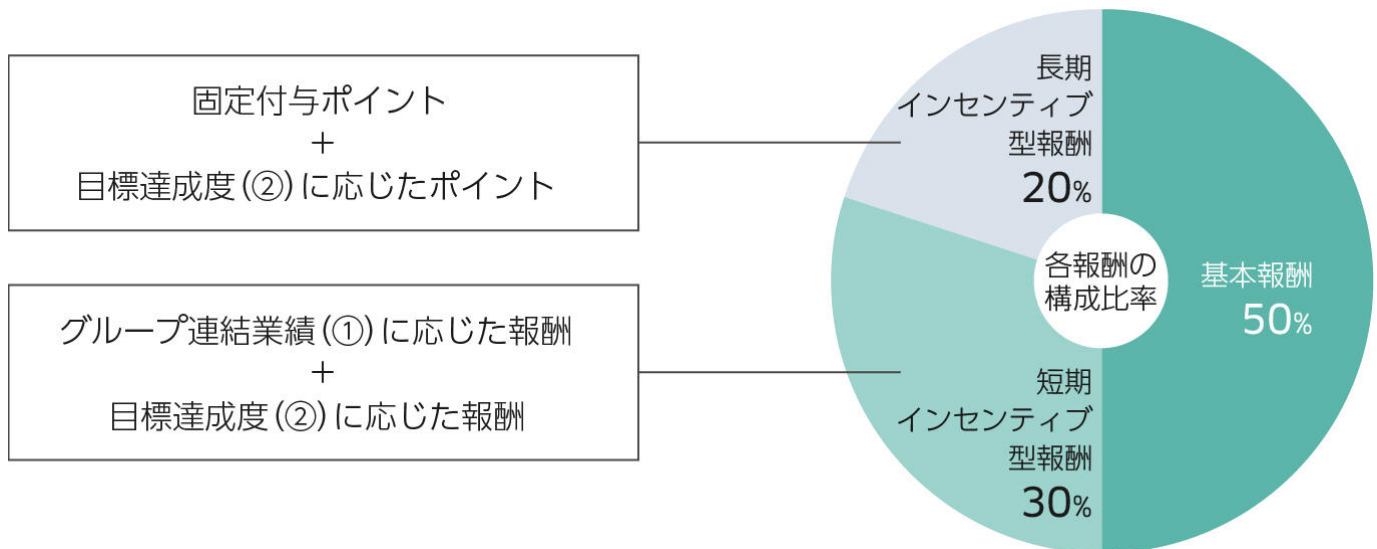 固定付与ポイント
+
目標達成度(②)に応じたポイント
グループ連結業績(①)に応じた報酬
+
目標達成度(②)に応じた報酬
長期
インセンティブ
型報酬
20%
各報酬の
構成比率
基本報酬
50%
短期
インセンティブ
型報酬
30%